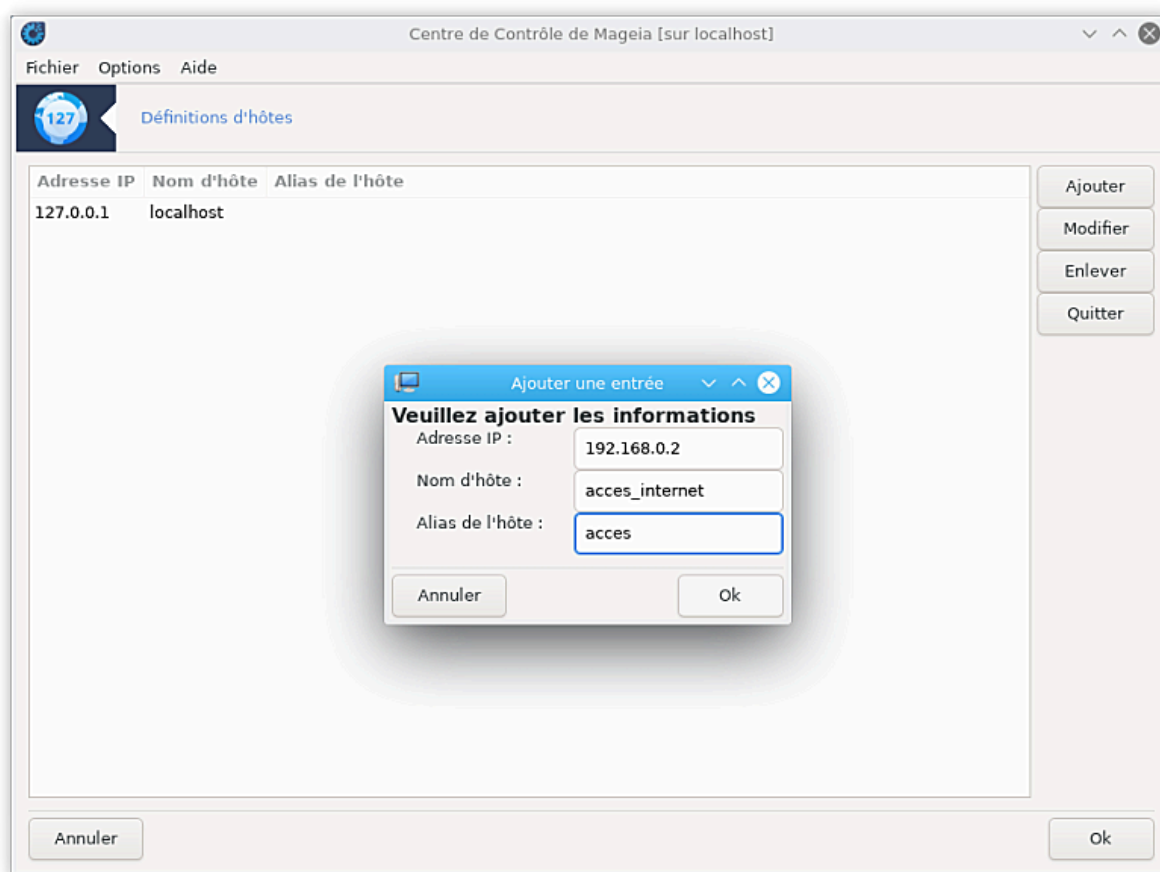 Centre de Contrôle de Mageia [sur localhost]
Fichier Options Aide
127 Définitions d'hôtes
Adresse IP Nom d'hôte Alias de l'hôte
127.0.0.1 localhost
Ajouter
Modifier
Enlever
Quitter
Ajouter une entrée
Veuillez ajouter les informations
Adresse IP : 192.168.0.2
Nom d'hôte : acces_internet
Alias de l'hôte : acces
Annuler Ok
Annuler Ok